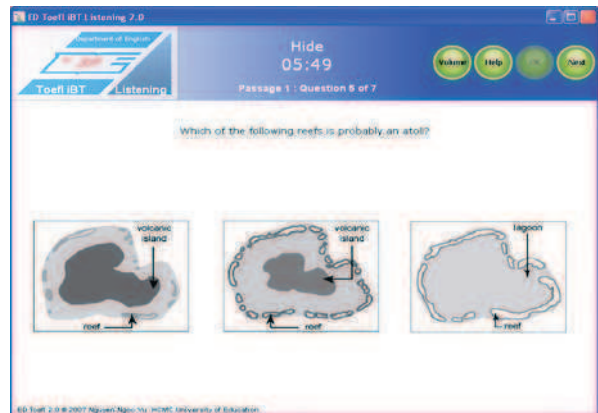 ED Toefl iBT Listening 2.0
Department of English
Toefl iBT Listening
Hide
05:49
Passage 1 : Question 5 of 7
Volume
Help
Next
Which of the following reefs is probably an atoll?
volcanic
island
reef
volcanic
island
reef
lagoon
reef
ED Toefl 2.0 © 2007 Nguyen Ngoc Vu HCMC University of Education